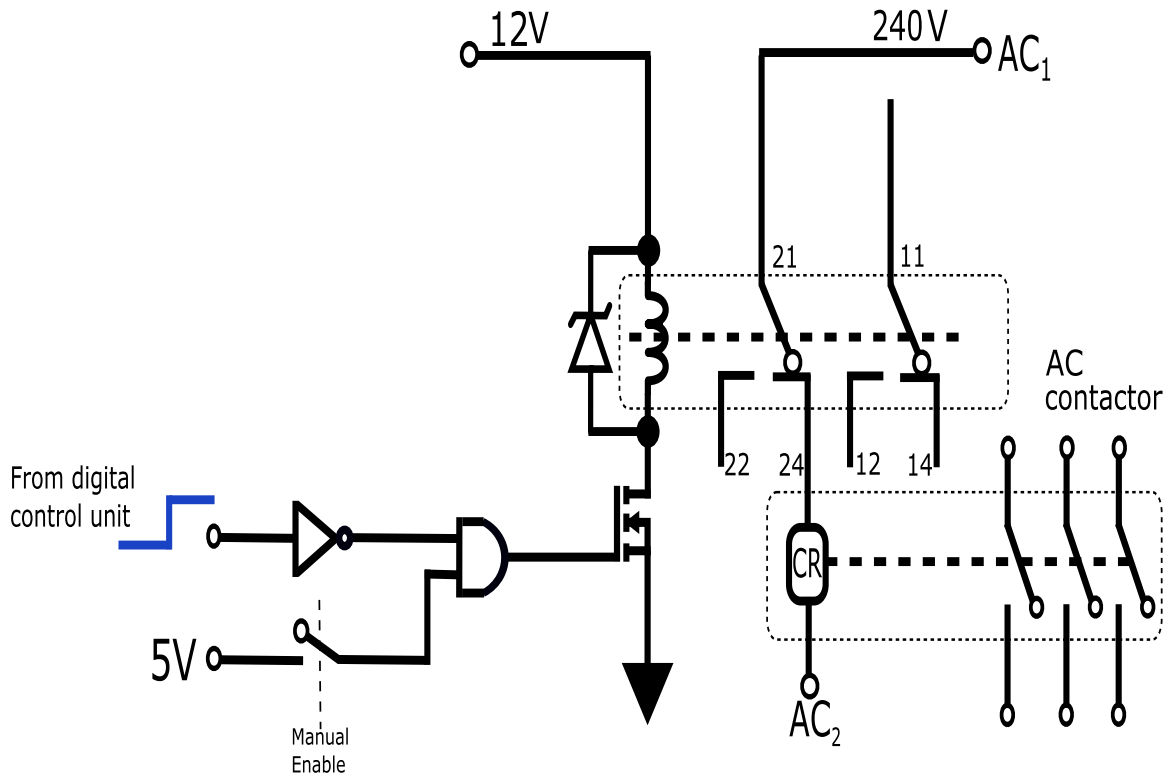 12V
240V
AC1
21
11
AC
contactor
22
24
12
14
From digital
control unit
CR
5V
AC2
Manual
Enable